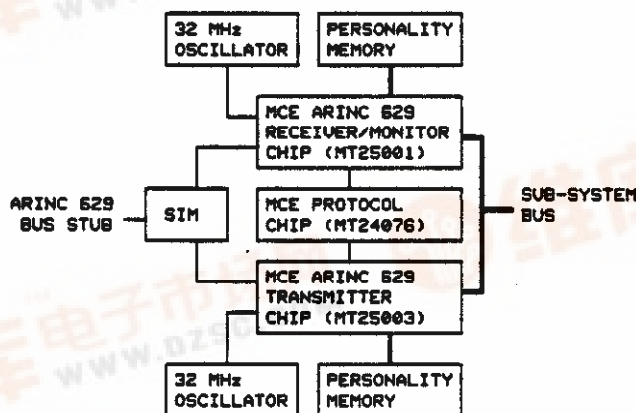 32 MHz
OSCILLATOR
PERSONALITY
MEMORY
MCE ARINC 629
RECEIVER/MONITOR
CHIP (MT25001)
ARINC 629
BUS STUB
SIM
MCE PROTOCOL
CHIP (MT24076)
SUB-SYSTEM
BUS
MCE ARINC 629
TRANSMITTER
CHIP (MT25003)
32 MHz
OSCILLATOR
PERSONALITY
MEMORY